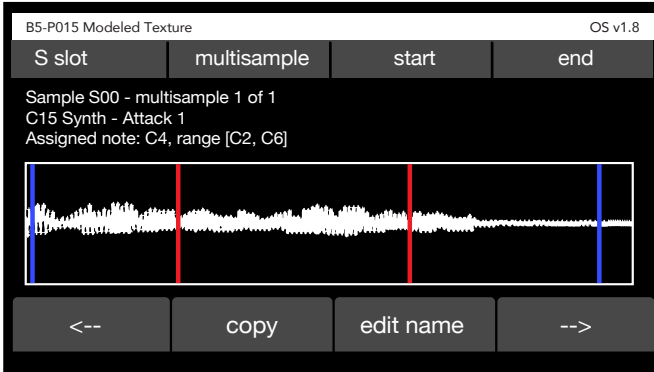 B5-P015 Modeled Texture OS v1.8
S slot multisample start end
Sample S00 - multisample 1 of 1
C15 Synth - Attack 1
Assigned note: C4, range [C2, C6]
<-- copy edit name -->